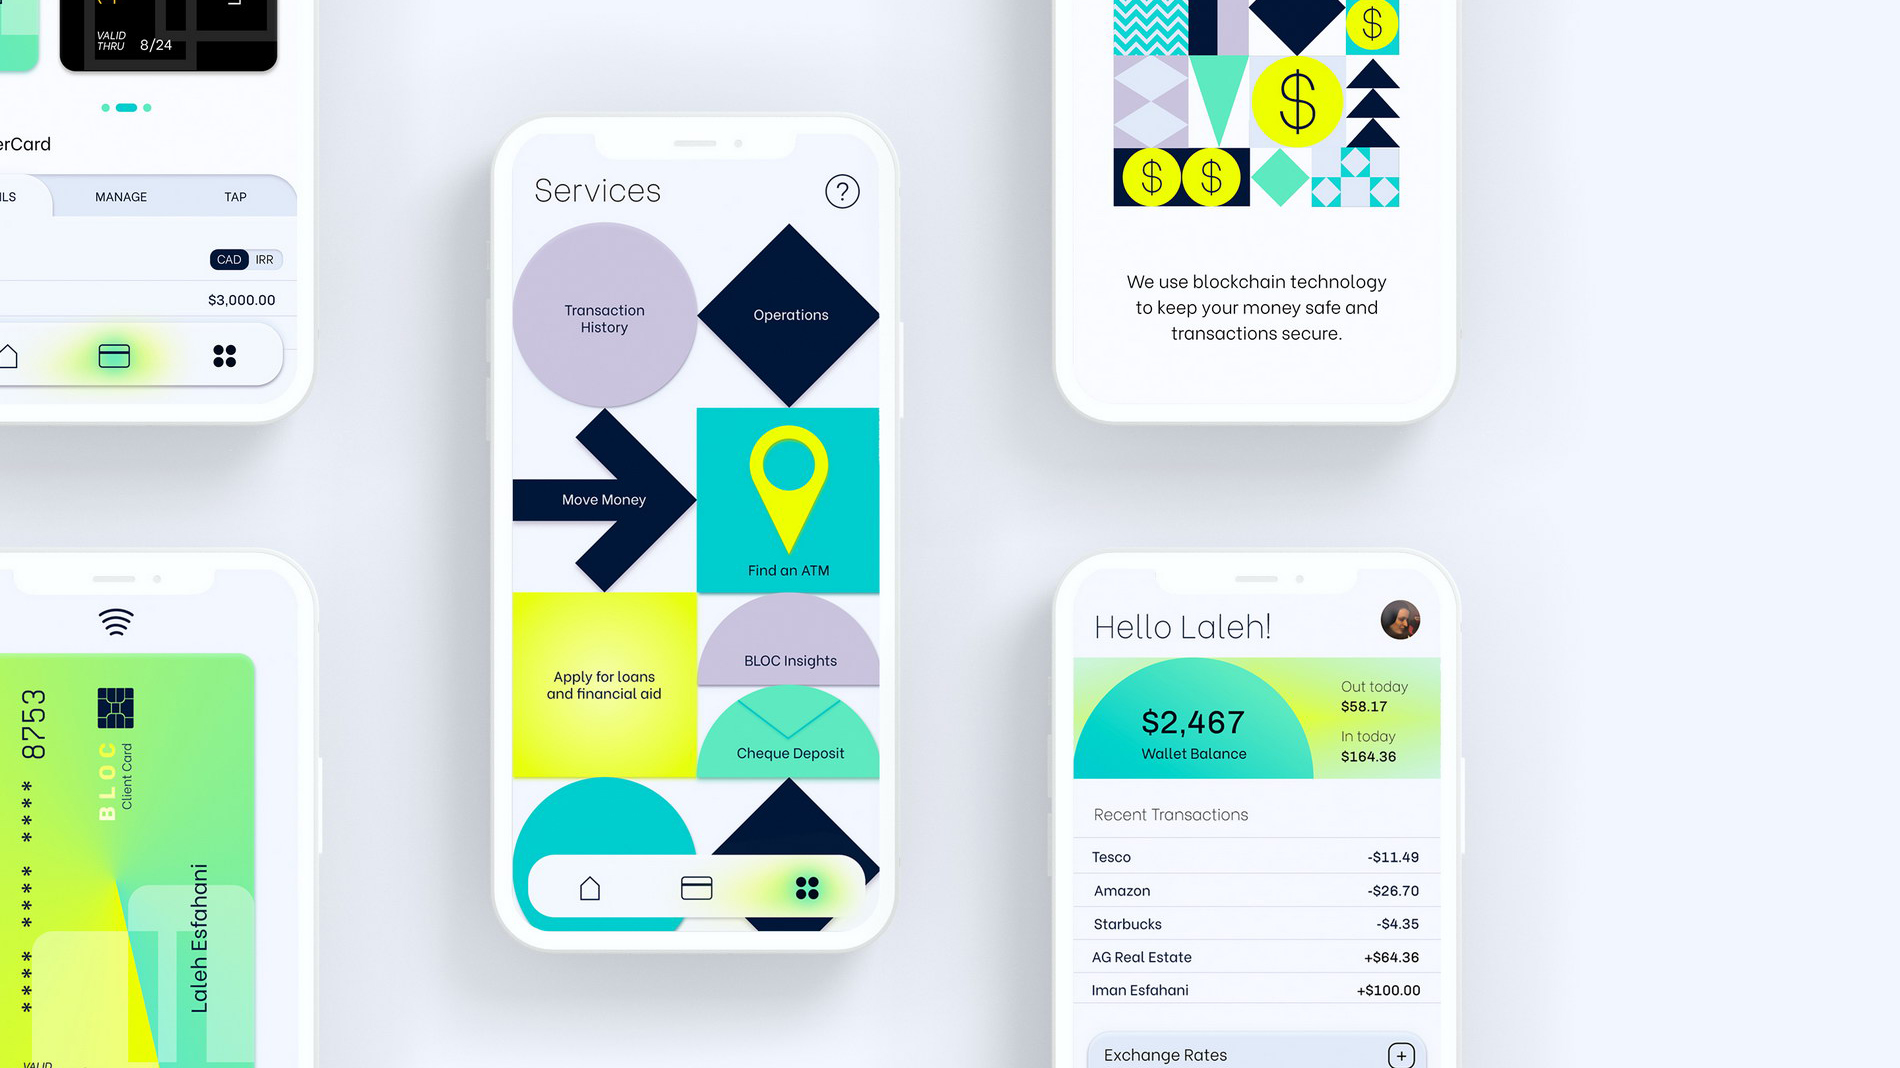 VALID
THRU 8/24
erCard
ILS MANAGE TAP
CAD IRR
$3,000.00
8753
**** **** ****
BLOC
Client Card
Laleh Esfahani
VALID
Services
?
Transaction
History
Operations
Move Money
Find an ATM
Apply for loans
and financial aid
BLOC Insights
Cheque Deposit
$
$
$ $
We use blockchain technology
to keep your money safe and
transactions secure.
Hello Laleh!
$2,467
Wallet Balance
Out today
$58.17
In today
$164.36
Recent Transactions
Tesco -$11.49
Amazon -$26.70
Starbucks -$4.35
AG Real Estate +$64.36
Iman Esfahani +$100.00
Exchange Rates +